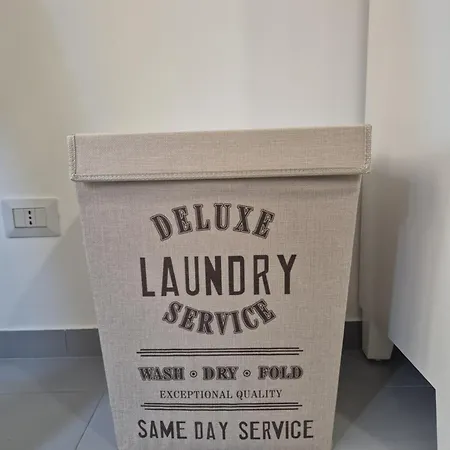 DELUXE
LAUNDRY
SERVICE
WASH • DRY • FOLD
EXCEPTIONAL QUALITY
SAME DAY SERVICE